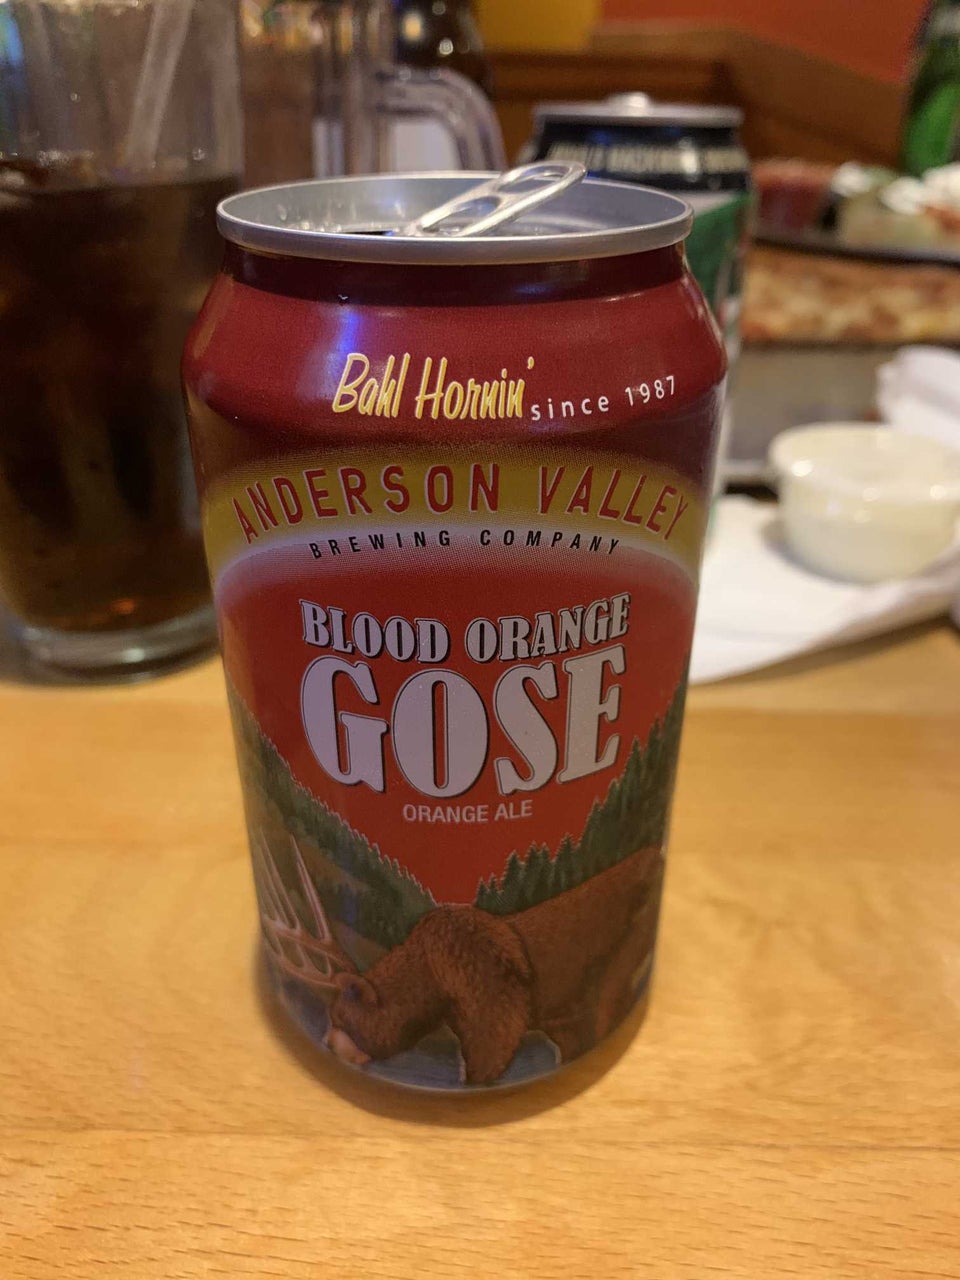 Bahl Hornin' since 1987
ANDERSON VALLEY
BREWING COMPANY
BLOOD ORANGE
GOSE
ORANGE ALE